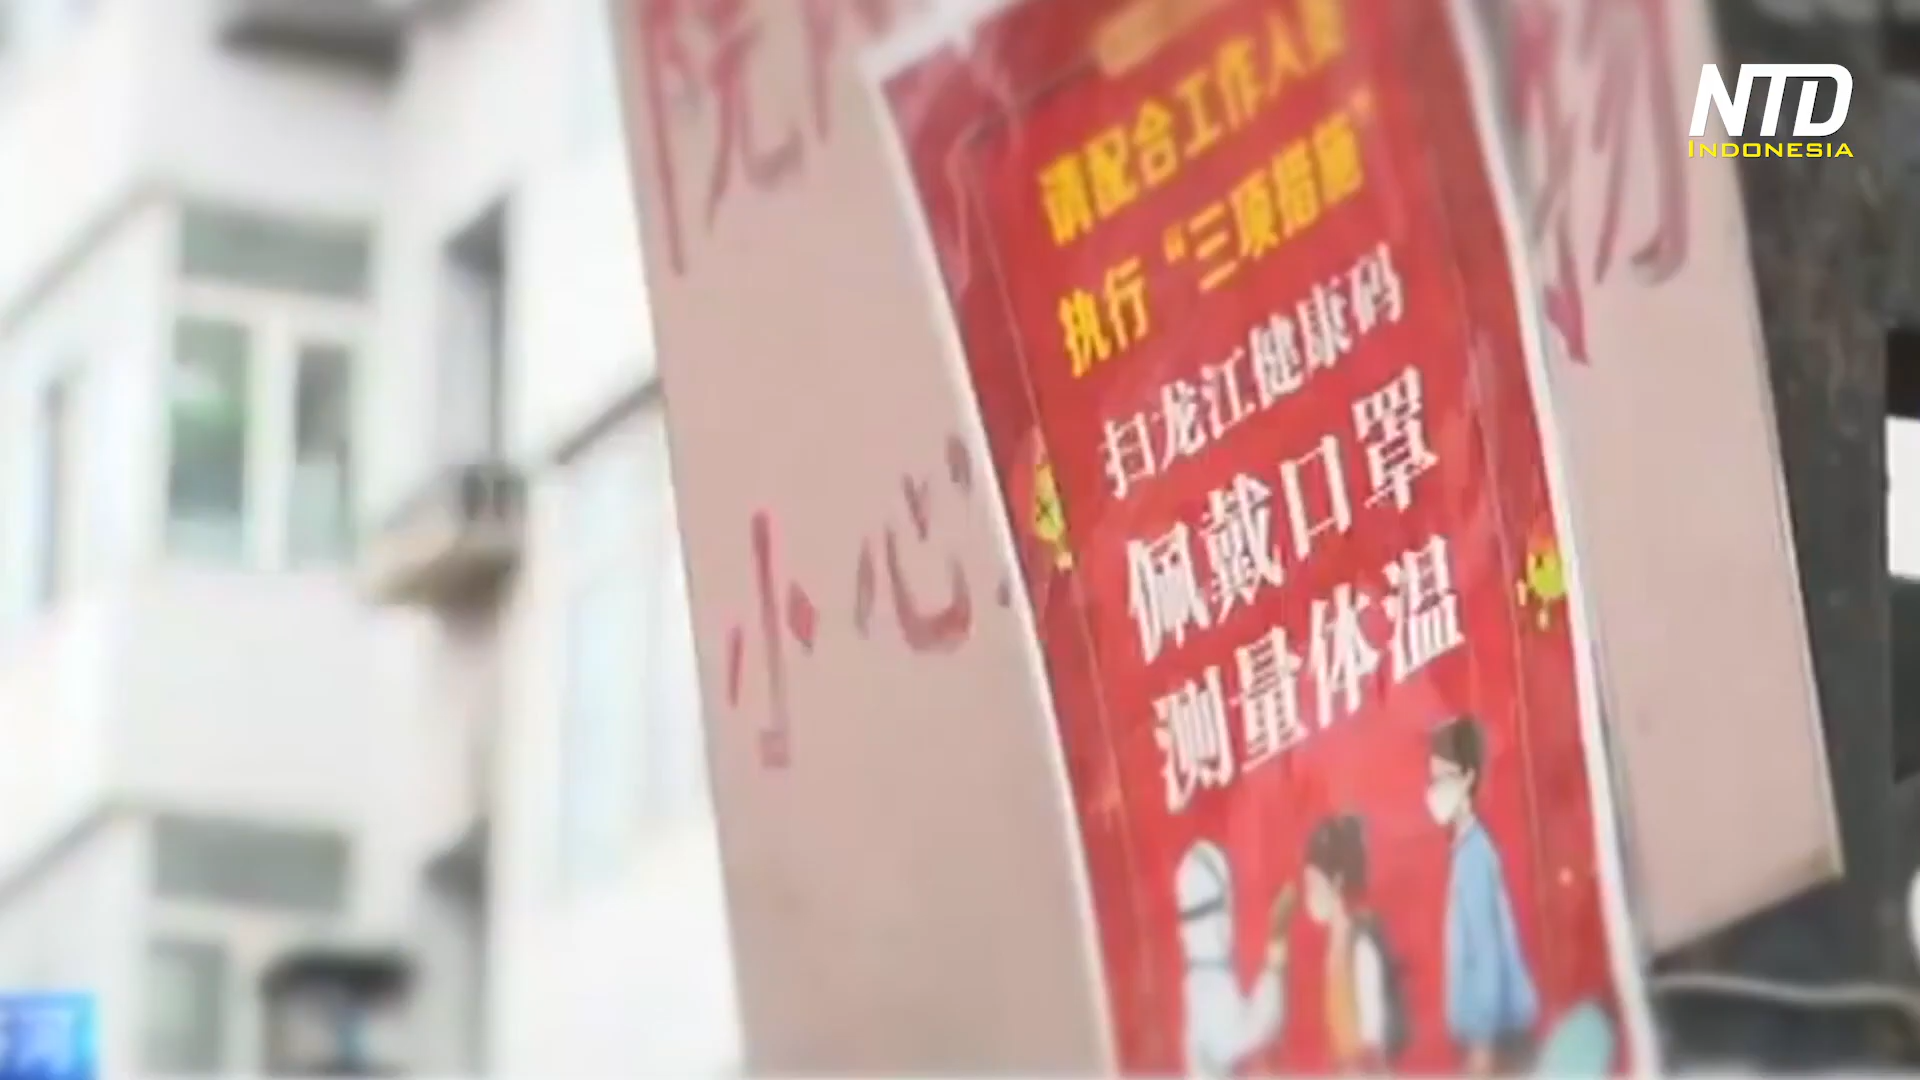 NTD
INDONESIA
请配合工作人员
执行“三项措施”
扫龙江健康码
佩戴口罩
测量体温
小心